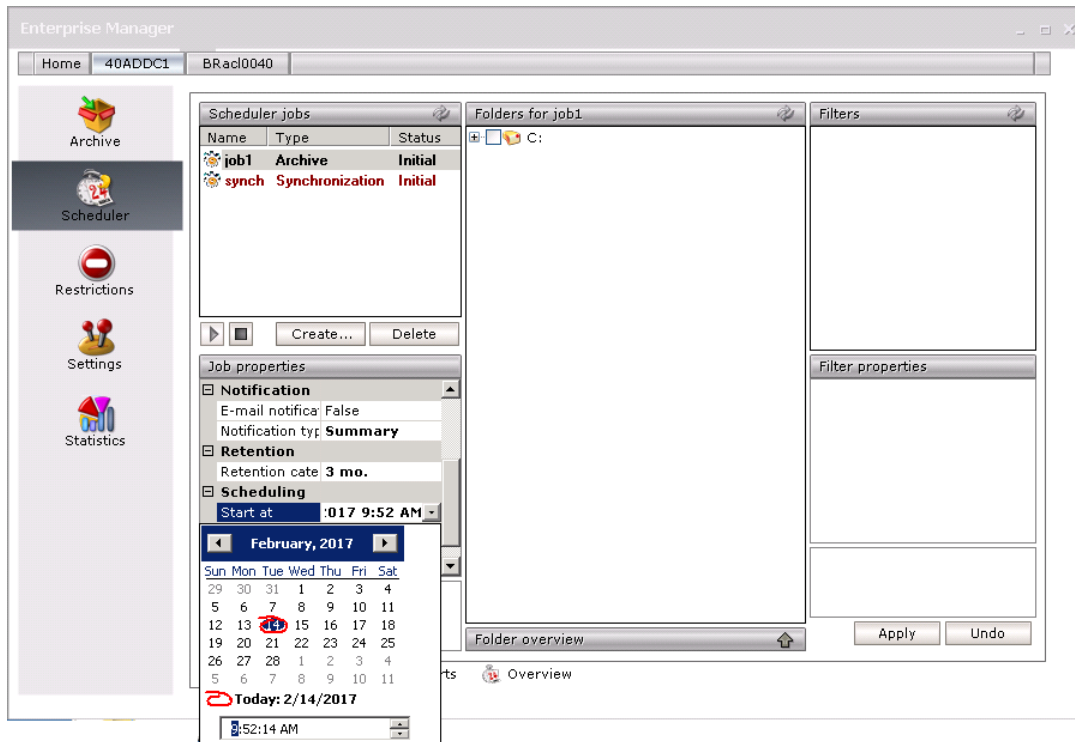 Enterprise Manager
Home 40ADDC1 BRacl0040
Archive
Scheduler
Restrictions
Settings
Statistics
Scheduler jobs
Name Type Status
job1 Archive Initial
synch Synchronization Initial
Create... Delete
Job properties
Notification
E-mail notifica False
Notification typ Summary
Retention
Retention cate 3 mo.
Scheduling
Start at :017 9:52 AM
February, 2017
Sun Mon Tue Wed Thu Fri Sat
29 30 31 1 2 3 4
5 6 7 8 9 10 11
12 13 14 15 16 17 18
19 20 21 22 23 24 25
26 27 28 1 2 3 4
5 6 7 8 9 10 11
Today: 2/14/2017
9:52:14 AM
Folders for job1
C:
Folder overview
rts Overview
Filters
Filter properties
Apply Undo